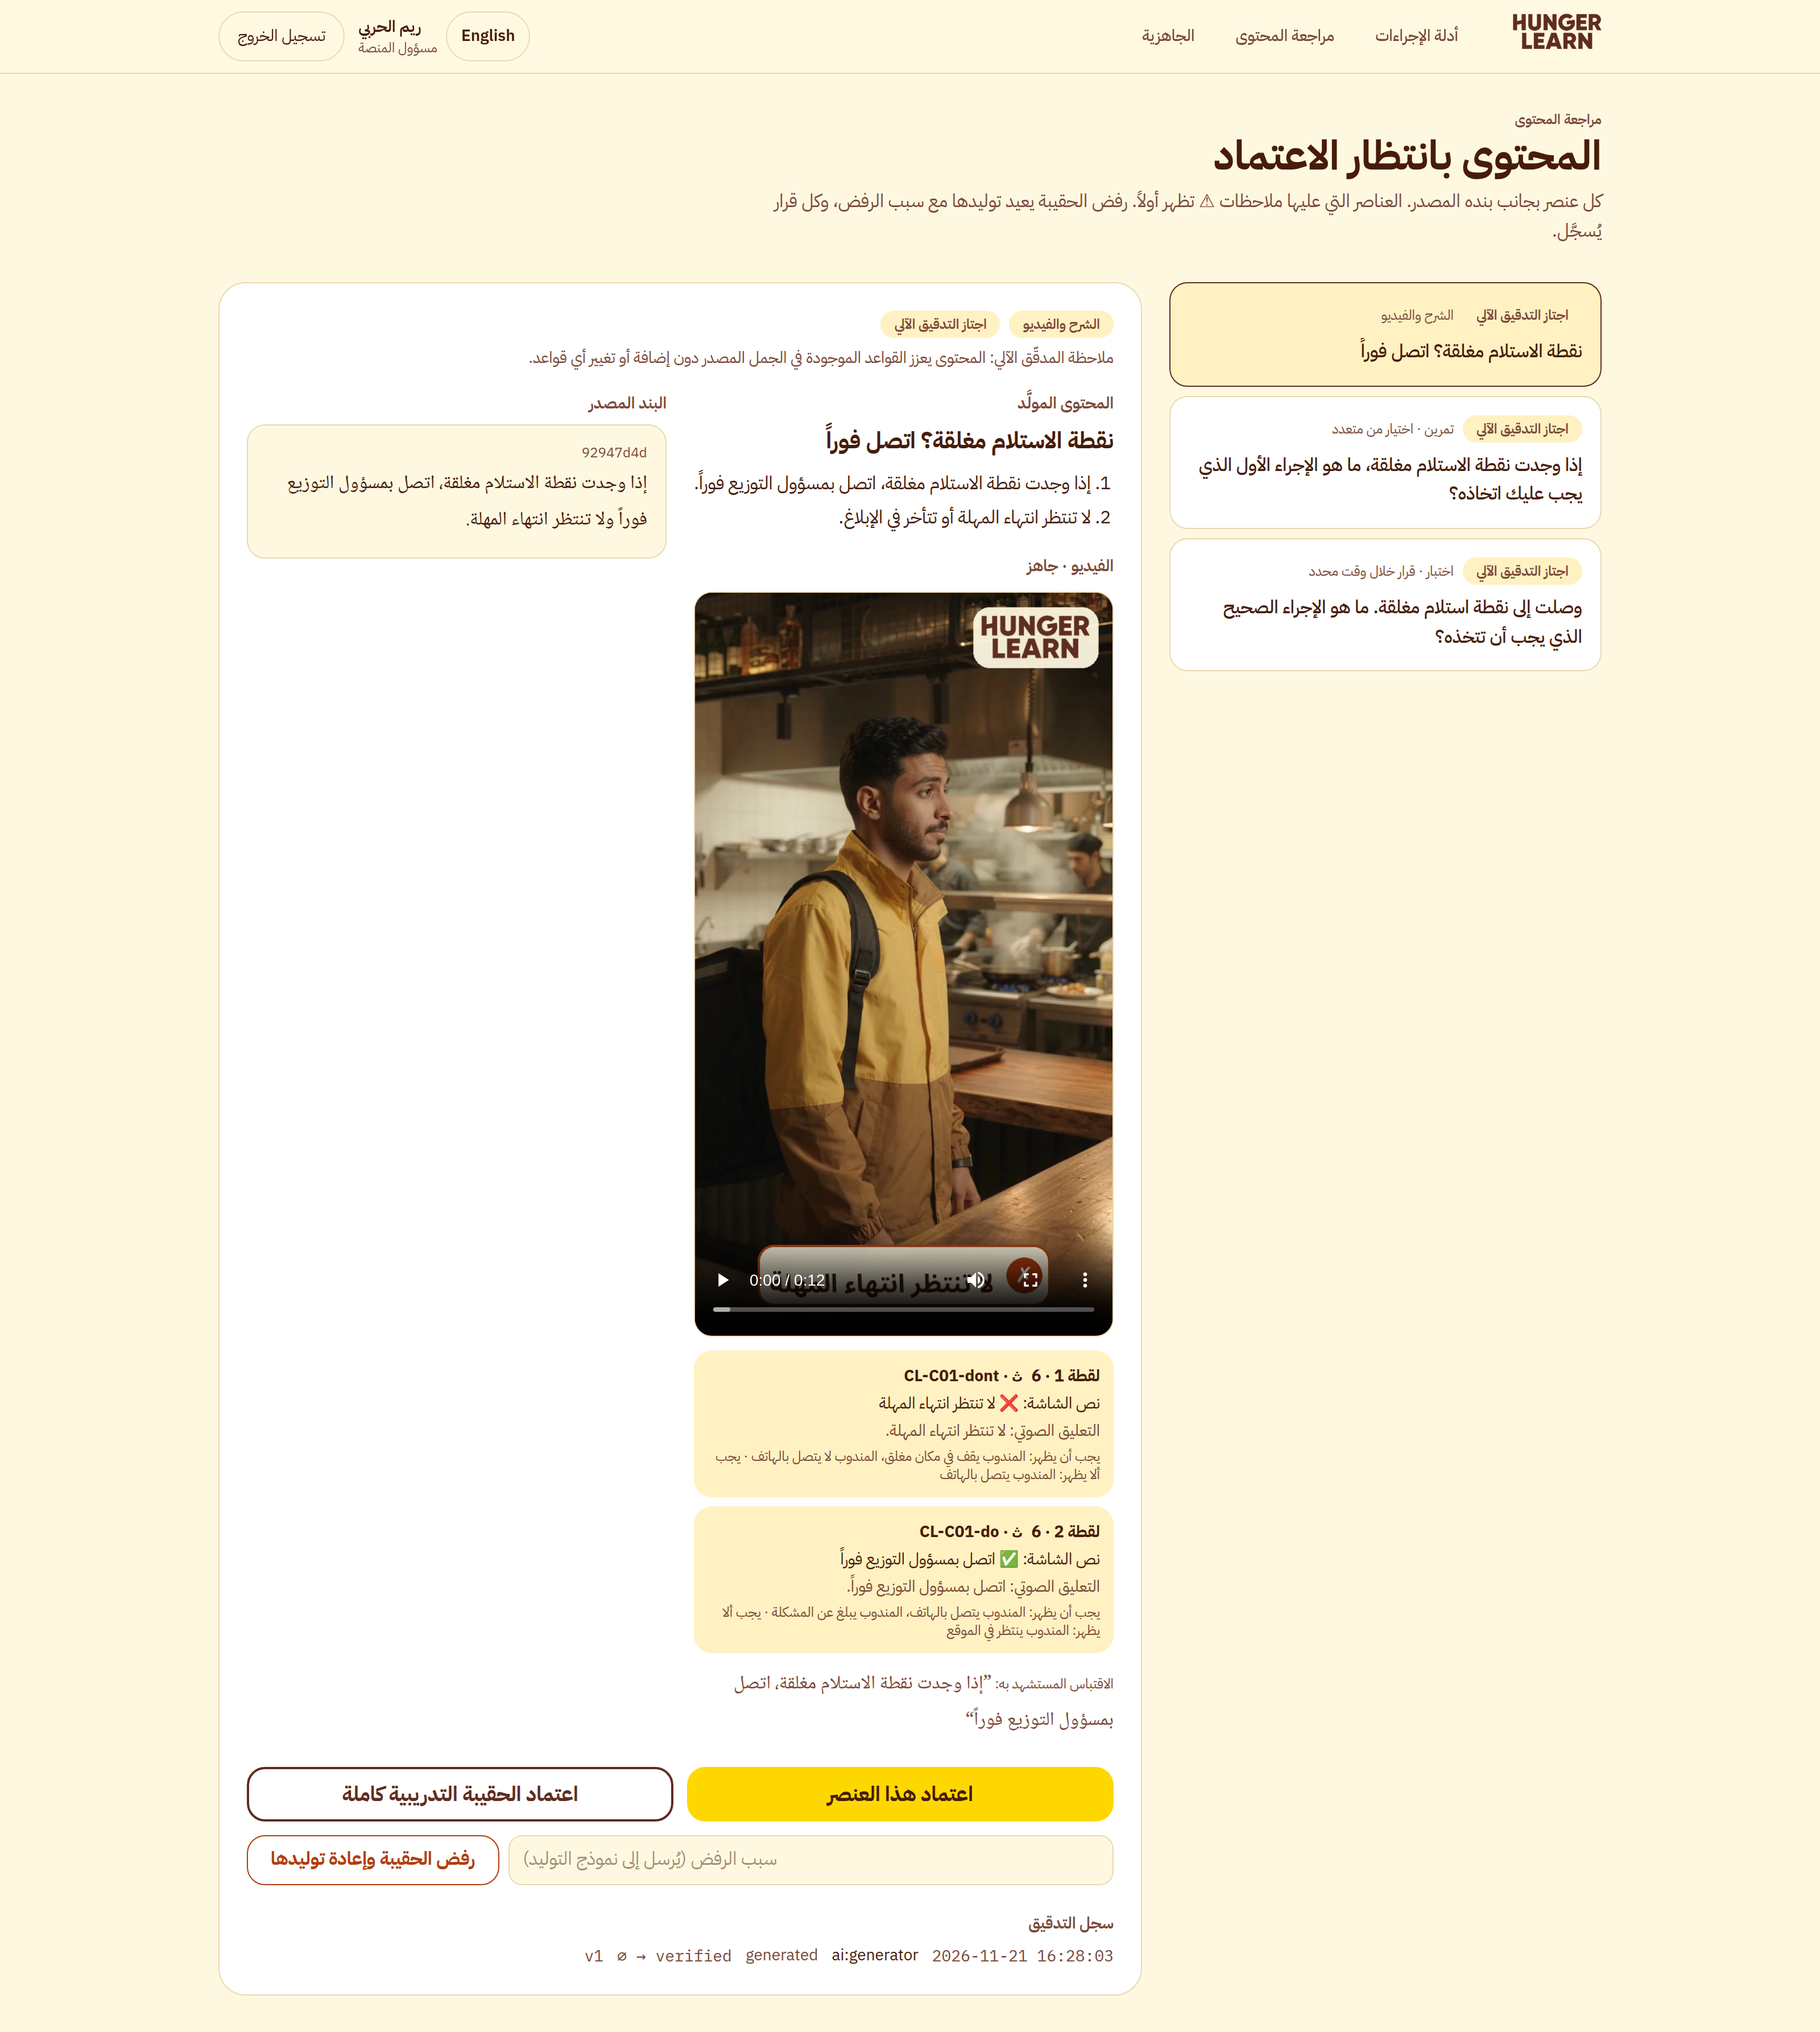 HUNGER
LEARN
أدلة الإجراءات
مراجعة المحتوى
الجاهزية
English
ريم الحربي
مسؤول المنصة
تسجيل الخروج
مراجعة المحتوى
المحتوى بانتظار الاعتماد
كل عنصر بجانب بنده المصدر. العناصر التي عليها ملاحظات ⚠ تظهر أولاً. رفض الحقيبة يعيد توليدها مع سبب الرفض، وكل قرار
يُسجَّل.
اجتاز التدقيق الآلي الشرح والفيديو
نقطة الاستلام مغلقة؟ اتصل فوراً
اجتاز التدقيق الآلي تمرين · اختيار من متعدد
إذا وجدت نقطة الاستلام مغلقة، ما هو الإجراء الأول الذي
يجب عليك اتخاذه؟
اجتاز التدقيق الآلي اختبار · قرار خلال وقت محدد
وصلت إلى نقطة استلام مغلقة. ما هو الإجراء الصحيح
الذي يجب أن تتخذه؟
الشرح والفيديو اجتاز التدقيق الآلي
ملاحظة المدقّق الآلي: المحتوى يعزز القواعد الموجودة في الجمل المصدر دون إضافة أو تغيير أي قواعد.
المحتوى المولَّد
نقطة الاستلام مغلقة؟ اتصل فوراً
1. إذا وجدت نقطة الاستلام مغلقة، اتصل بمسؤول التوزيع فوراً.
2. لا تنتظر انتهاء المهلة أو تتأخر في الإبلاغ.
الفيديو · جاهز
HUNGER
LEARN
✗ لا تنتظر انتهاء المهلة
0:00 / 0:12
لقطة 1 · 6 ث · CL-C01-dont
نص الشاشة: ❌ لا تنتظر انتهاء المهلة
التعليق الصوتي: لا تنتظر انتهاء المهلة.
يجب أن يظهر: المندوب يقف في مكان مغلق، المندوب لا يتصل بالهاتف · يجب
ألا يظهر: المندوب يتصل بالهاتف
لقطة 2 · 6 ث · CL-C01-do
نص الشاشة: ✅ اتصل بمسؤول التوزيع فوراً
التعليق الصوتي: اتصل بمسؤول التوزيع فوراً.
يجب أن يظهر: المندوب يتصل بالهاتف، المندوب يبلغ عن المشكلة · يجب ألا
يظهر: المندوب ينتظر في الموقع
الاقتباس المستشهد به: ”إذا وجدت نقطة الاستلام مغلقة، اتصل
بمسؤول التوزيع فوراً“
البند المصدر
92947d4d
إذا وجدت نقطة الاستلام مغلقة، اتصل بمسؤول التوزيع
فوراً ولا تنتظر انتهاء المهلة.
اعتماد هذا العنصر
اعتماد الحقيبة التدريبية كاملة
سبب الرفض (يُرسل إلى نموذج التوليد)
رفض الحقيبة وإعادة توليدها
سجل التدقيق
2026-11-21 16:28:03 ai:generator generated ∅ → verified v1